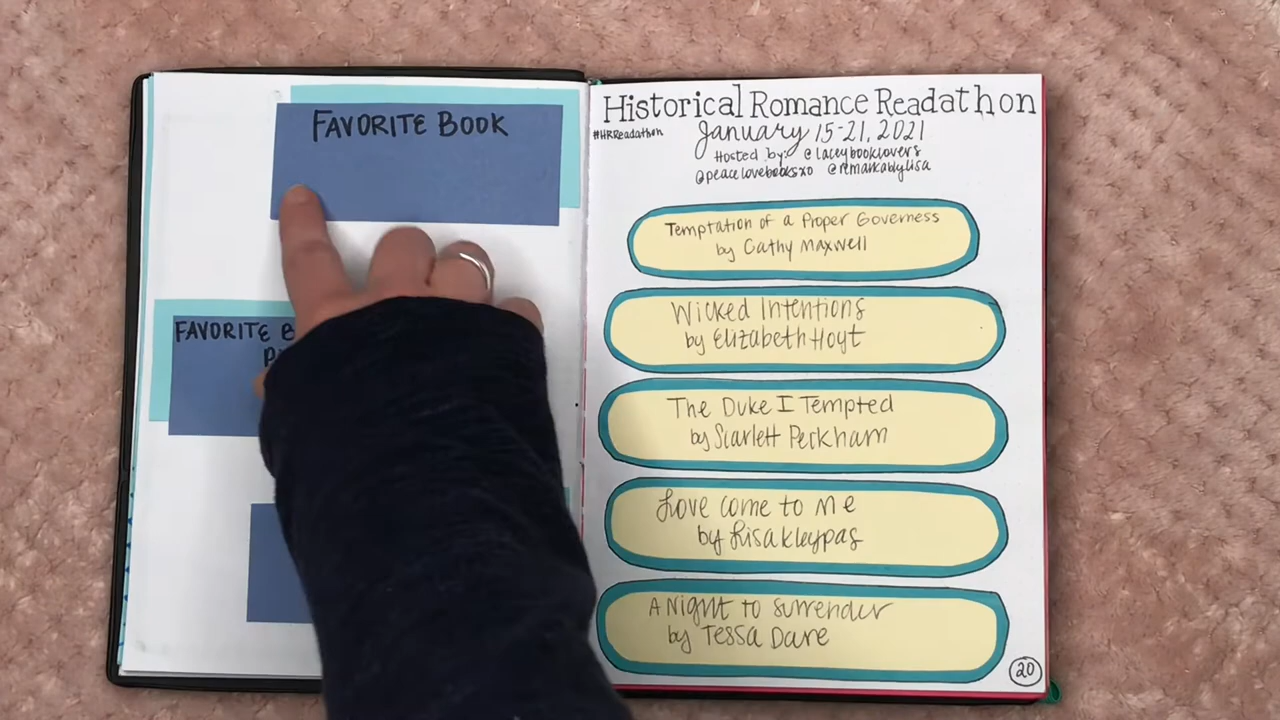 FAVORITE BOOK
FAVORITE
Historical Romance Readathon
#HRReadathon
January 15-21, 2021
Hosted by: @laceybooklovers
@peacelovebooksxo @remarkablylisa
Temptation of a Proper Governess
by Cathy Maxwell
Wicked Intentions
by Elizabeth Hoyt
The Duke I Tempted
by Scarlett Peckham
Love come to me
by Lisa Kleypas
A Night to Surrender
by Tessa Dare
20